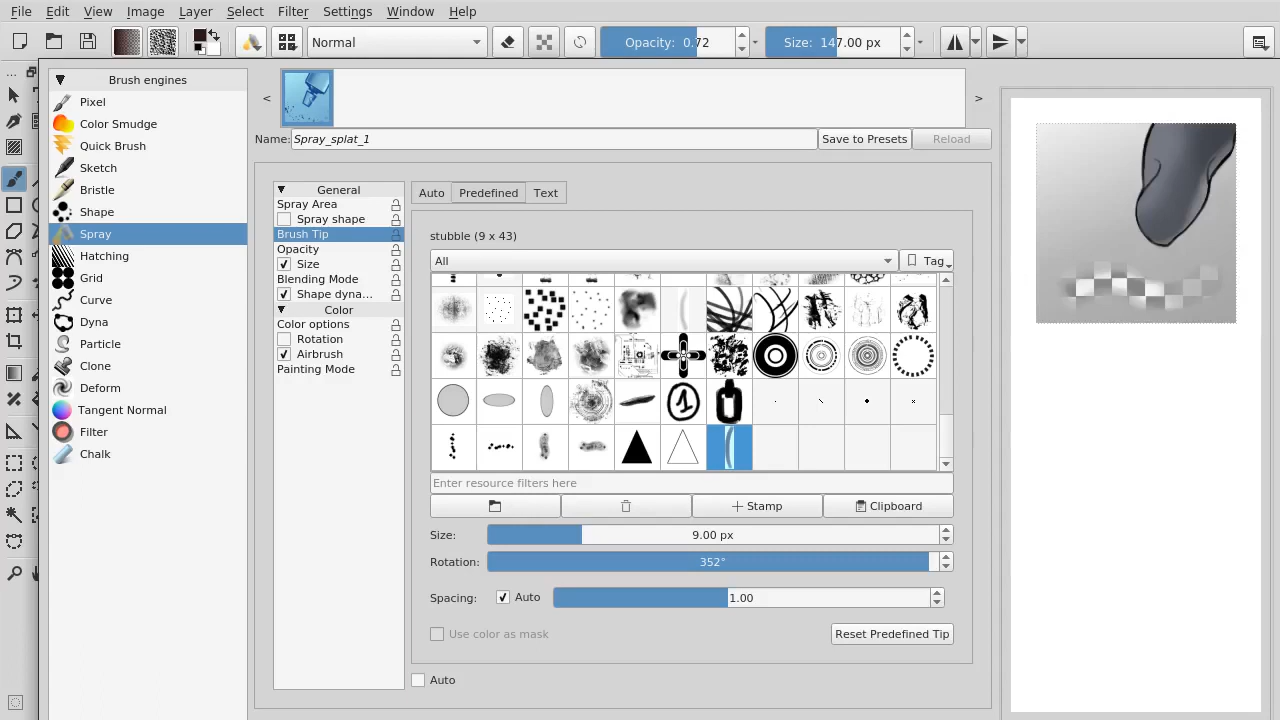 File Edit View Image Layer Select Filter Settings Window Help
Normal
Opacity: 0.72
Size: 147.00 px
...
Brush engines
Pixel
Color Smudge
Quick Brush
Sketch
Bristle
Shape
Spray
Hatching
Grid
Curve
Dyna
Particle
Clone
Deform
Tangent Normal
Filter
Chalk
< >
Name: Spray_splat_1 Save to Presets Reload
General
Spray Area
Spray shape
Brush Tip
Opacity
Size
Blending Mode
Shape dyna...
Color
Color options
Rotation
Airbrush
Painting Mode
Auto Predefined Text
stubble (9 x 43)
All Tag
1
Enter resource filters here
Stamp Clipboard
Size: 9.00 px
Rotation: 352°
Spacing: Auto 1.00
Use color as mask Reset Predefined Tip
Auto